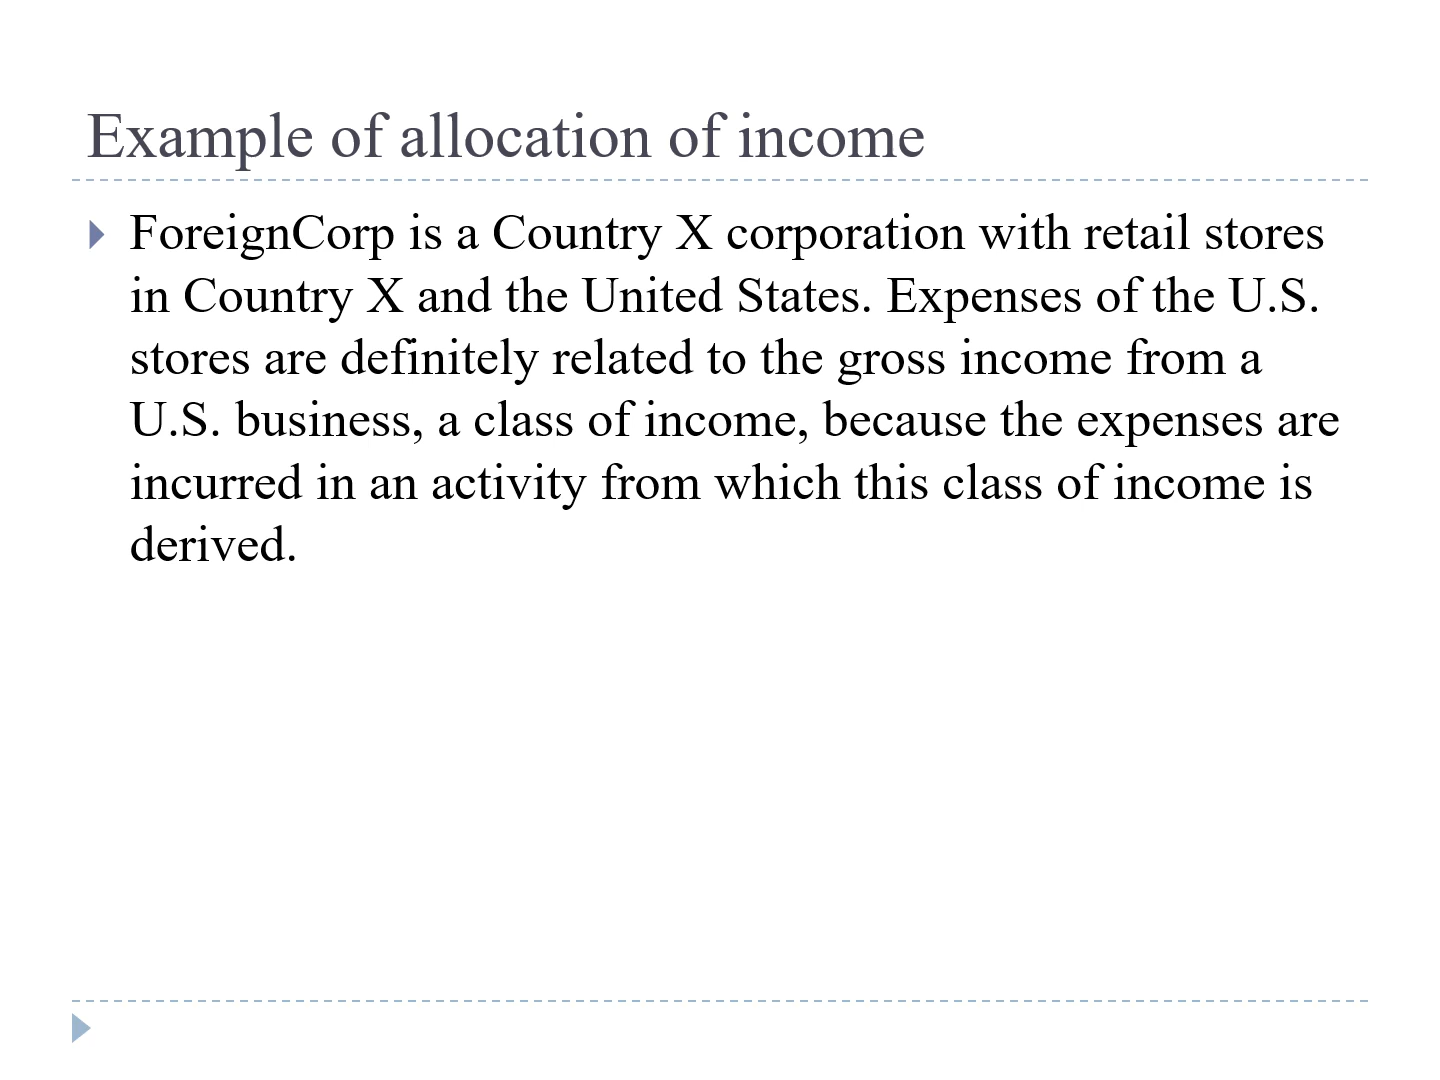 Example of allocation of income
ForeignCorp is a Country X corporation with retail stores
in Country X and the United States. Expenses of the U.S.
stores are definitely related to the gross income from a
U.S. business, a class of income, because the expenses are
incurred in an activity from which this class of income is
derived.